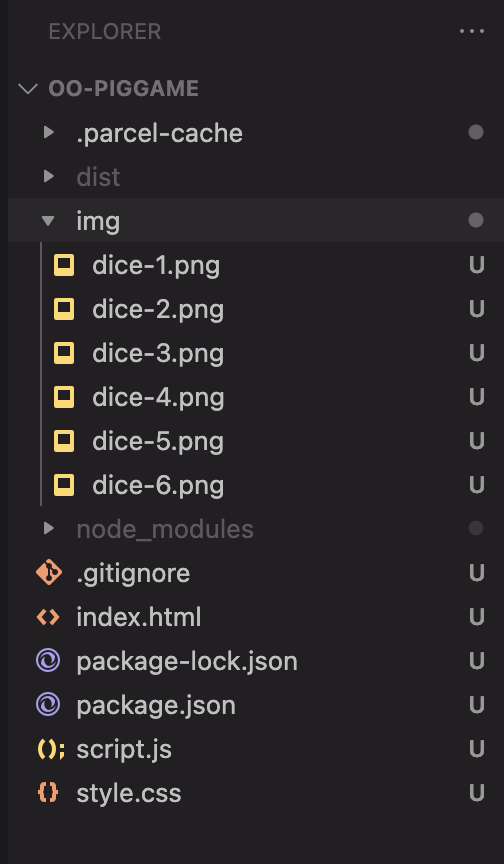 EXPLORER
OO-PIGGAME
.parcel-cache
dist
img
dice-1.png U
dice-2.png U
dice-3.png U
dice-4.png U
dice-5.png U
dice-6.png U
node_modules
.gitignore U
index.html U
package-lock.json U
package.json U
script.js U
style.css U